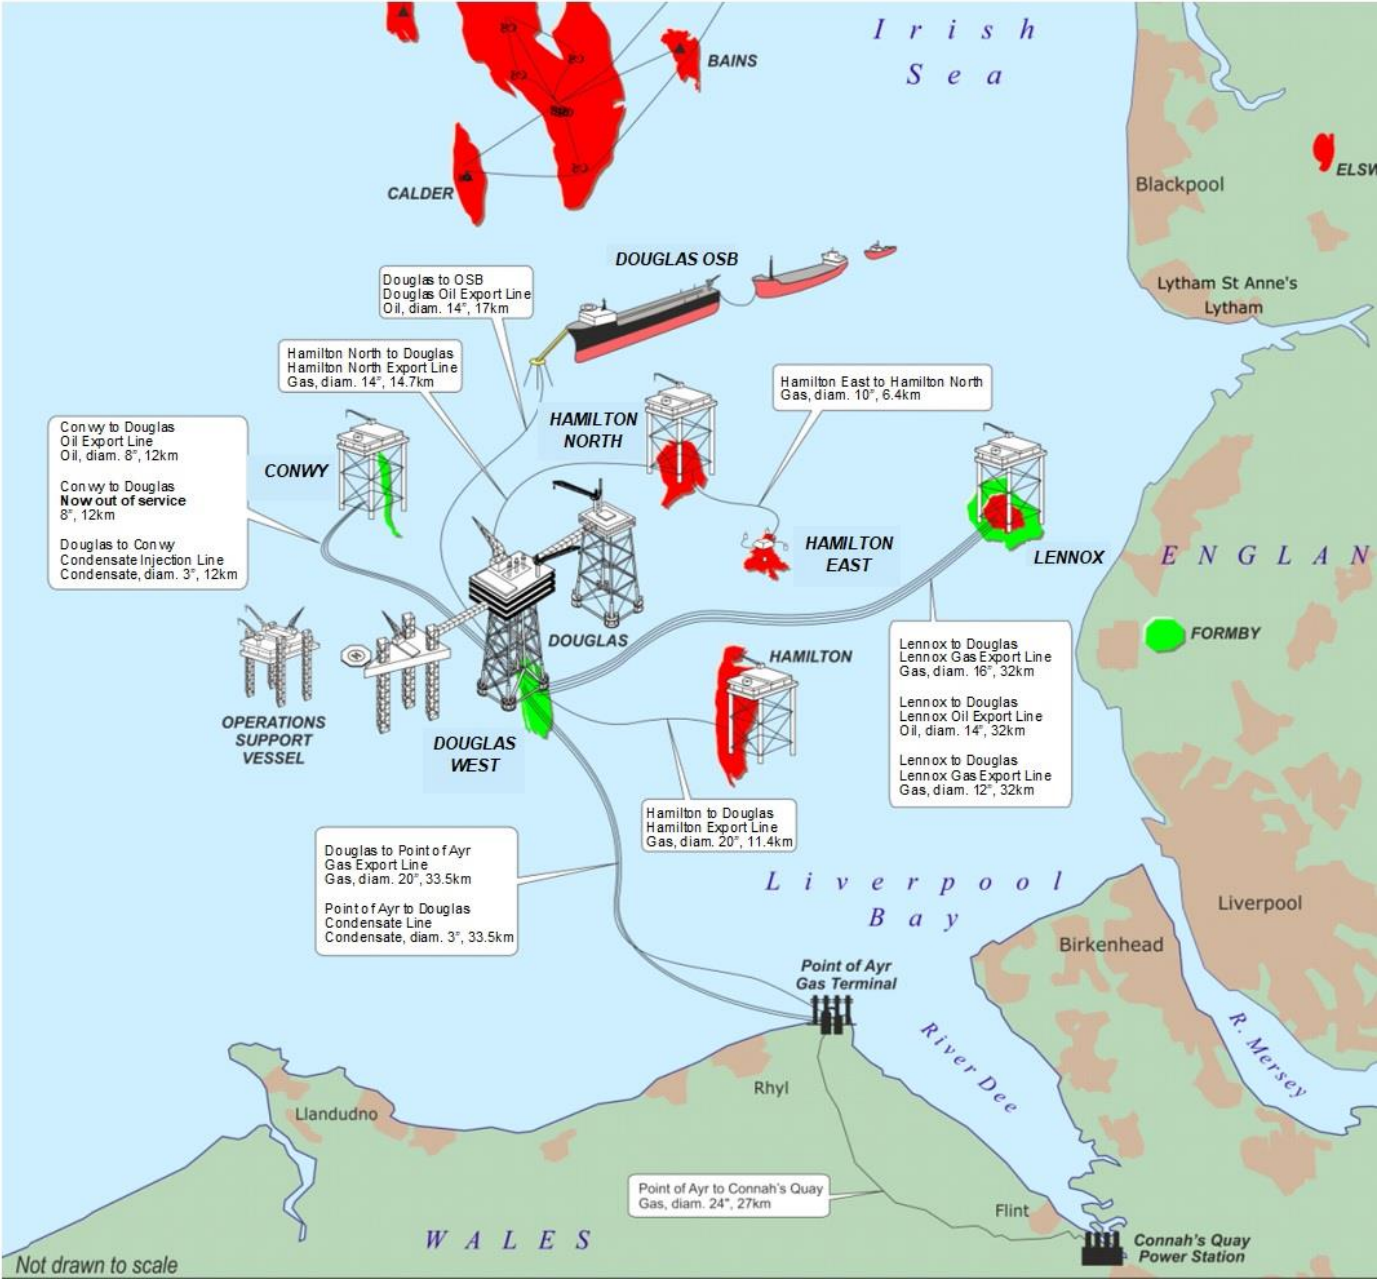 I r i s h
S e a
BAINS
CALDER
Blackpool
ELSW
Lytham St Anne's
Lytham
DOUGLAS OSB
Douglas to OSB
Douglas Oil Export Line
Oil, diam. 14", 17km
Hamilton North to Douglas
Hamilton North Export Line
Gas, diam. 14", 14.7km
Hamilton East to Hamilton North
Gas, diam. 10", 6.4km
HAMILTON
NORTH
CONWY
Conwy to Douglas
Oil Export Line
Oil, diam. 8", 12km
Conwy to Douglas
Now out of service
8", 12km
Douglas to Conwy
Condensate Injection Line
Condensate, diam. 3", 12km
HAMILTON
EAST
LENNOX
E N G L A N
FORMBY
DOUGLAS
HAMILTON
Lennox to Douglas
Lennox Gas Export Line
Gas, diam. 16", 32km
Lennox to Douglas
Lennox Oil Export Line
Oil, diam. 14", 32km
Lennox to Douglas
Lennox Gas Export Line
Gas, diam. 12", 32km
OPERATIONS
SUPPORT
VESSEL
DOUGLAS
WEST
Hamilton to Douglas
Hamilton Export Line
Gas, diam. 20", 11.4km
Douglas to Point of Ayr
Gas Export Line
Gas, diam. 20", 33.5km
Point of Ayr to Douglas
Condensate Line
Condensate, diam. 3", 33.5km
L i v e r p o o l
B a y
Liverpool
Birkenhead
Point of Ayr
Gas Terminal
River Dee
R. Mersey
Rhyl
Llandudno
Point of Ayr to Connah's Quay
Gas, diam. 24", 27km
Flint
W A L E S
Connah's Quay
Power Station
Not drawn to scale